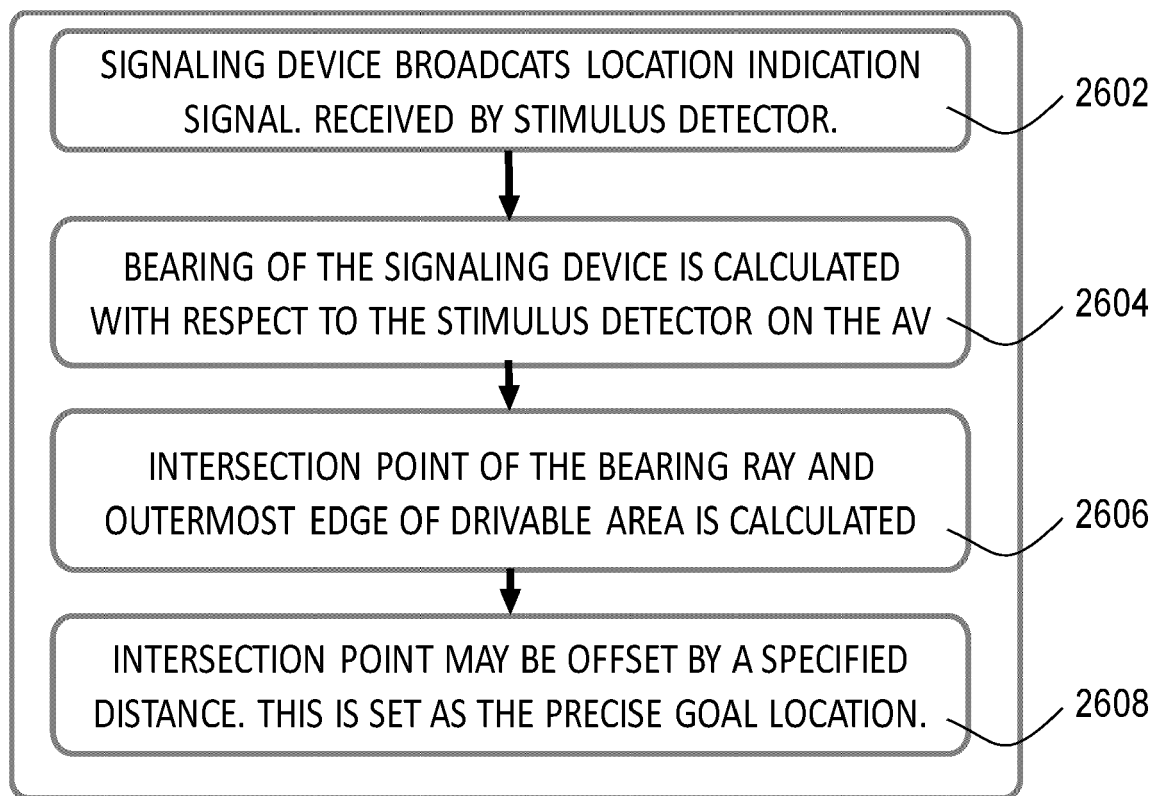 SIGNALING DEVICE BROADCATS LOCATION INDICATION
SIGNAL. RECEIVED BY STIMULUS DETECTOR.
2602
BEARING OF THE SIGNALING DEVICE IS CALCULATED
WITH RESPECT TO THE STIMULUS DETECTOR ON THE AV
2604
INTERSECTION POINT OF THE BEARING RAY AND
OUTERMOST EDGE OF DRIVABLE AREA IS CALCULATED
2606
INTERSECTION POINT MAY BE OFFSET BY A SPECIFIED
DISTANCE. THIS IS SET AS THE PRECISE GOAL LOCATION.
2608